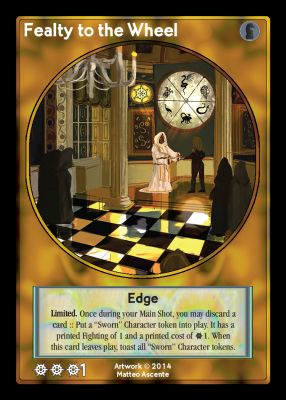 Fealty to the Wheel
Edge
Limited. Once during your Main Shot, you may discard a
card :: Put a “Sworn” Character token into play. It has a
printed Fighting of 1 and a printed cost of 1. When
this card leaves play, toast all “Sworn” Character tokens.
1
Artwork © 2014
Matteo Ascente